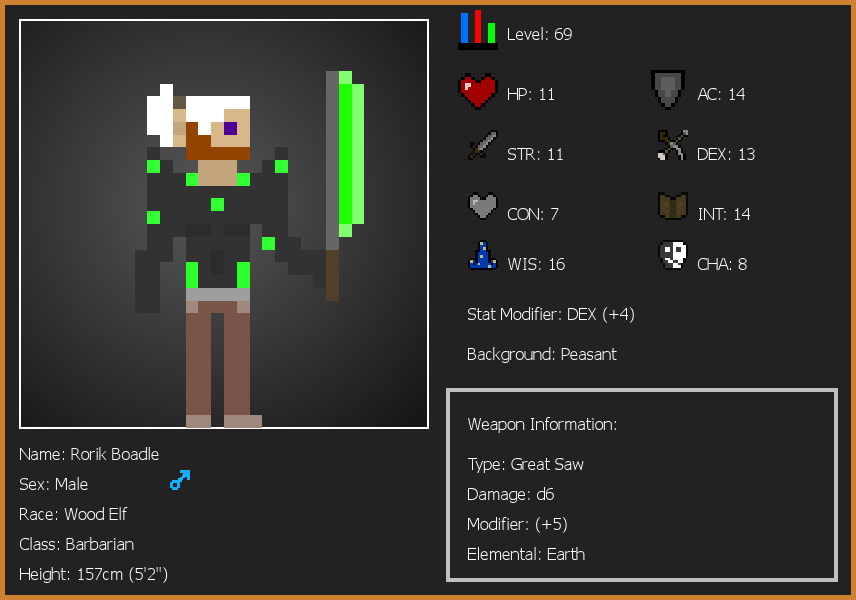 Level: 69
HP: 11
AC: 14
STR: 11
DEX: 13
CON: 7
INT: 14
WIS: 16
CHA: 8
Stat Modifier: DEX (+4)
Background: Peasant
Weapon Information:
Type: Great Saw
Damage: d6
Modifier: (+5)
Elemental: Earth
Name: Rorik Boadle
Sex: Male
Race: Wood Elf
Class: Barbarian
Height: 157cm (5'2")